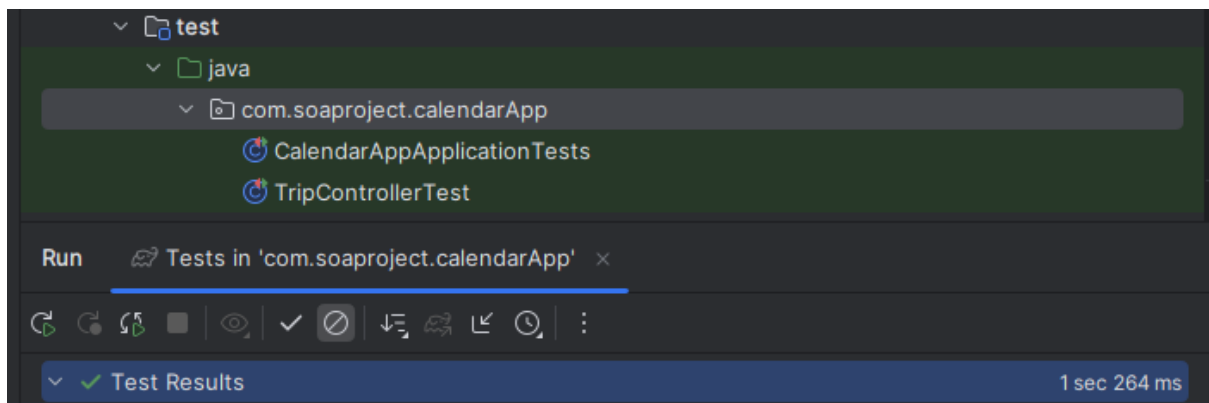 test
java
com.soaproject.calendarApp
CalendarAppApplicationTests
TripControllerTest
Run Tests in 'com.soaproject.calendarApp'
Test Results 1 sec 264 ms